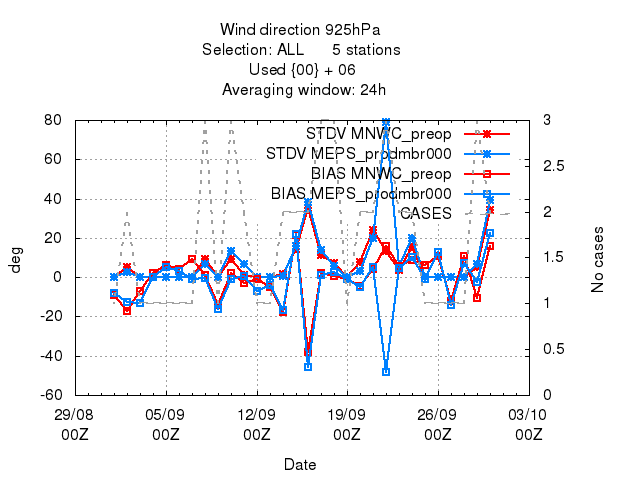 Wind direction 925hPa
Selection: ALL 5 stations
Used {00} + 06
Averaging window: 24h
STDV MNWC_preop
STDV MEPS_prodmbr000
BIAS MNWC_preop
BIAS MEPS_prodmbr000
CASES
80
60
40
20
0
-20
-40
-60
deg
3
2.5
2
1.5
1
0.5
0
No cases
29/08 05/09 12/09 19/09 26/09 03/10
00Z 00Z 00Z 00Z 00Z 00Z
Date